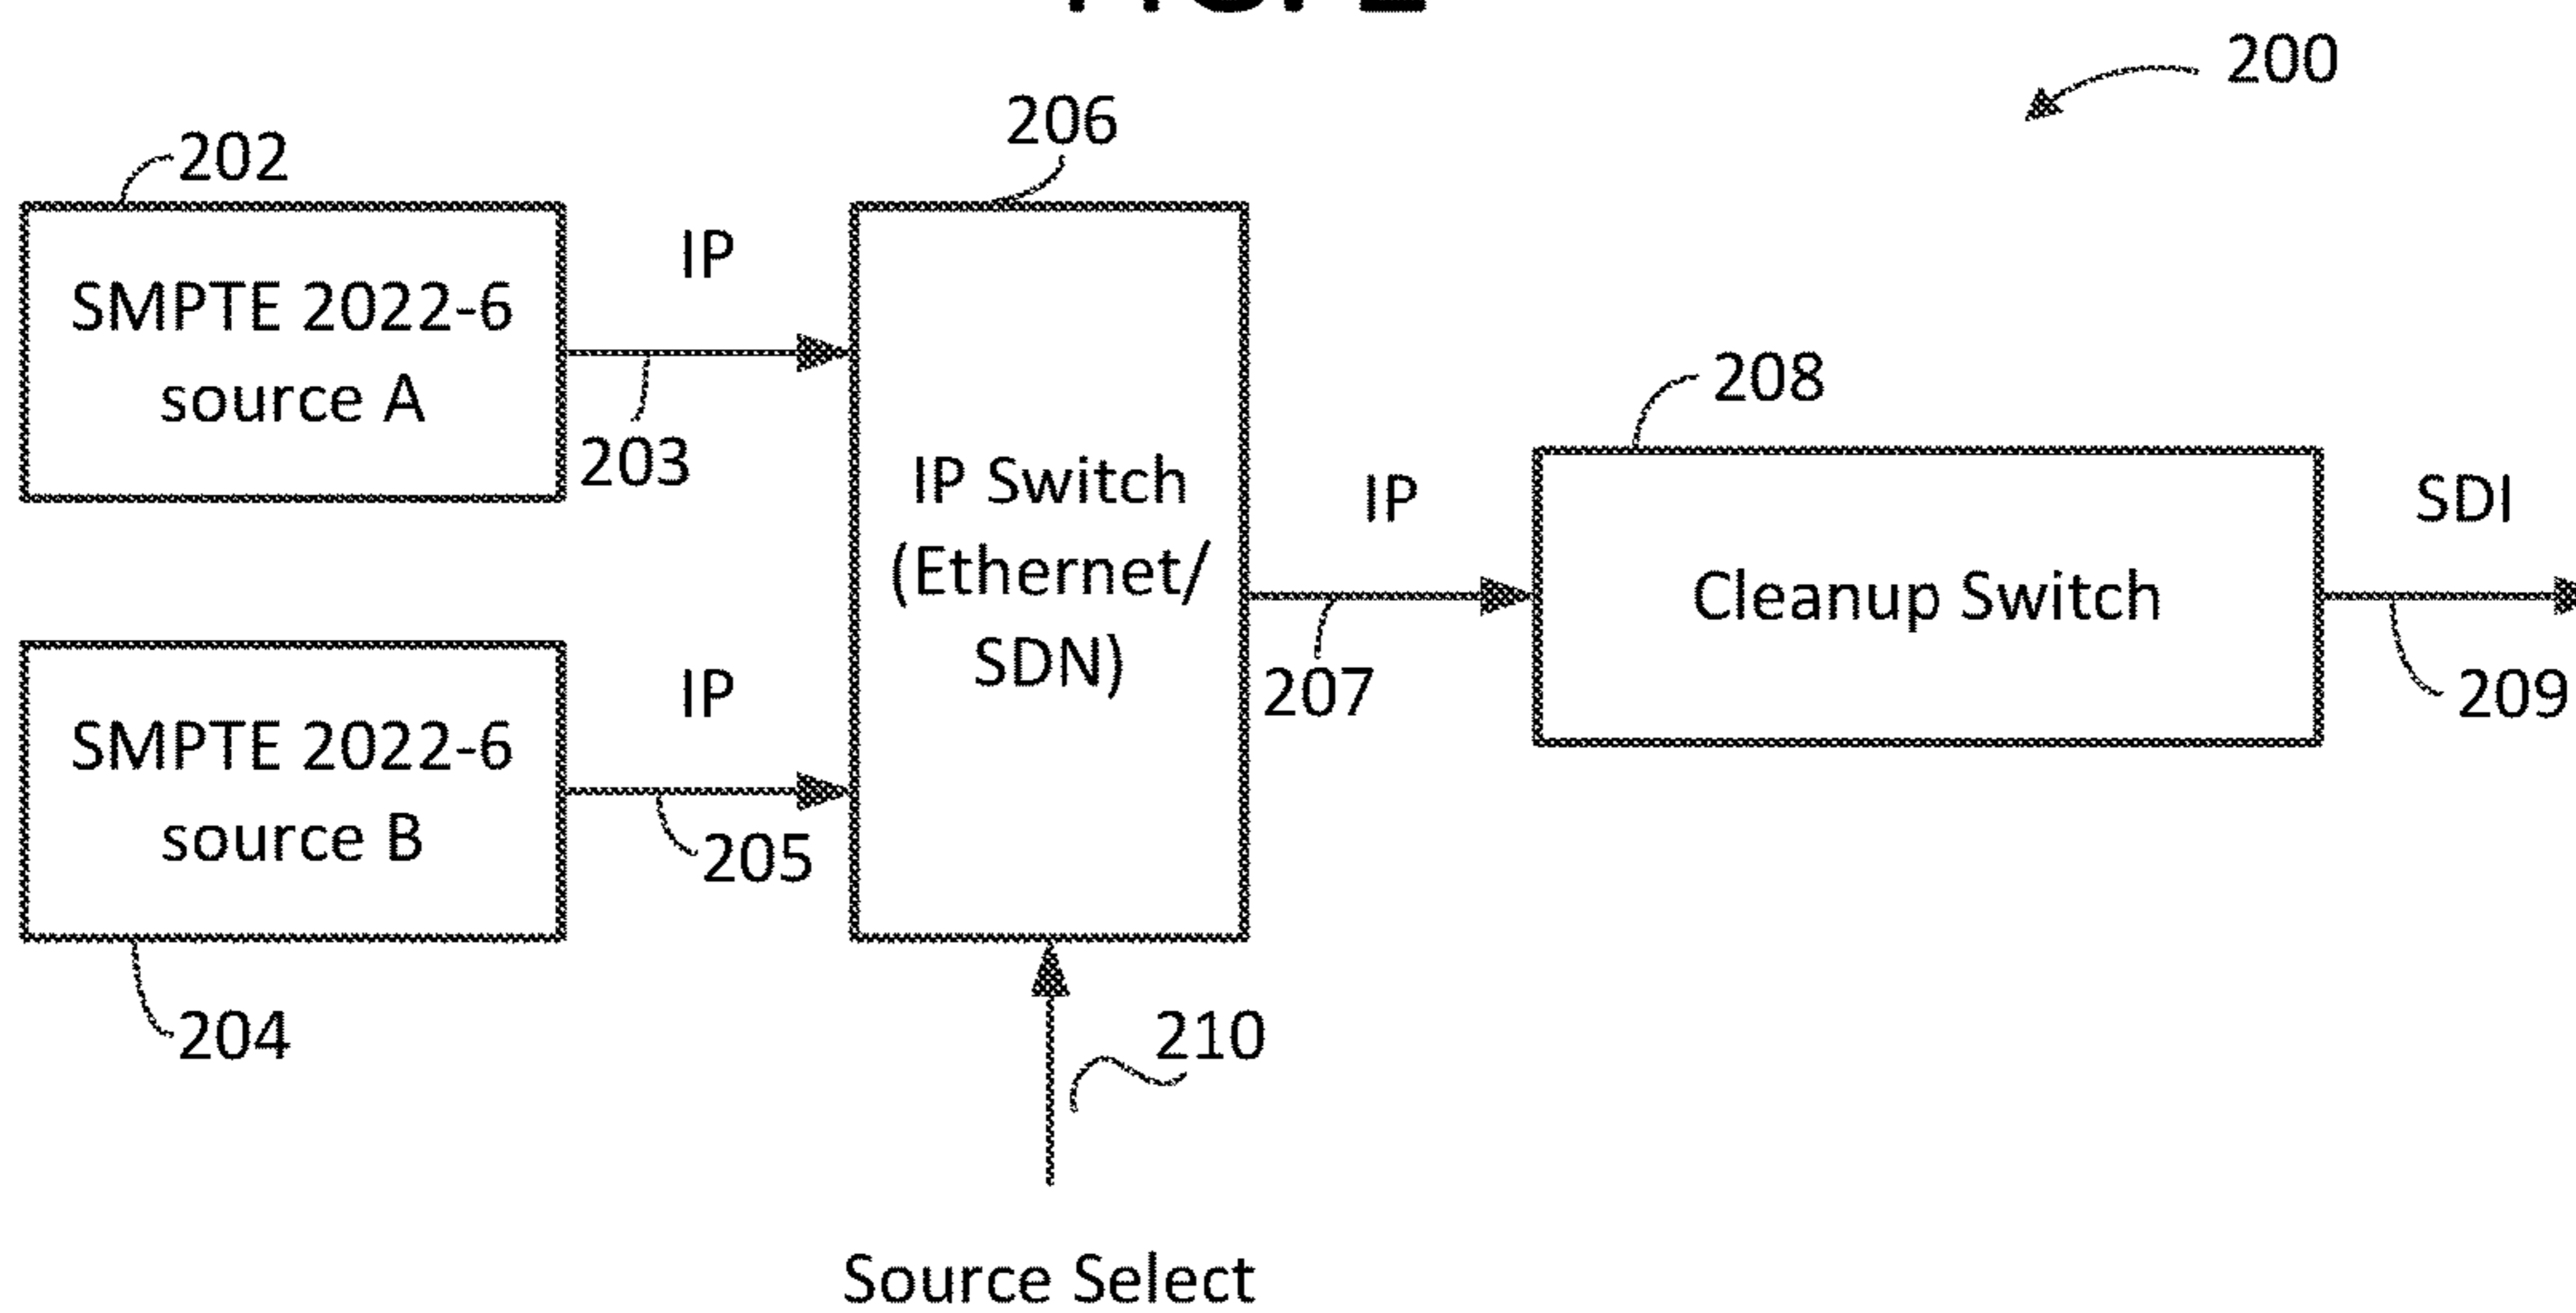 200
202
206
IP
SMPTE 2022-6
source A
203
208
IP Switch
(Ethernet/
SDN)
IP
SDI
Cleanup Switch
207
209
IP
SMPTE 2022-6
source B
205
204
210
Source Select